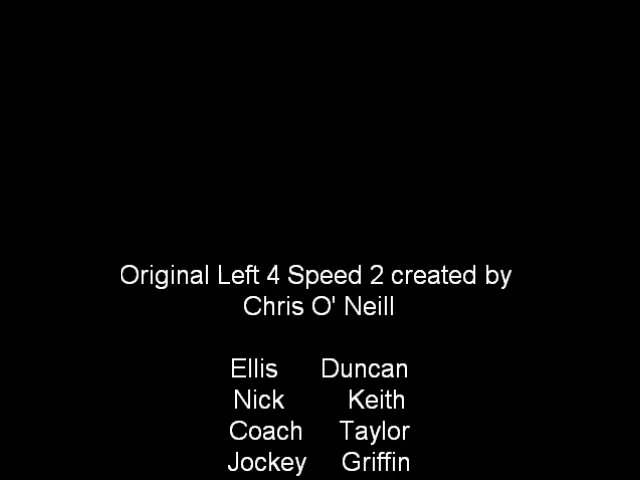 Original Left 4 Speed 2 created by
Chris O' Neill
Ellis Duncan
Nick Keith
Coach Taylor
Jockey Griffin